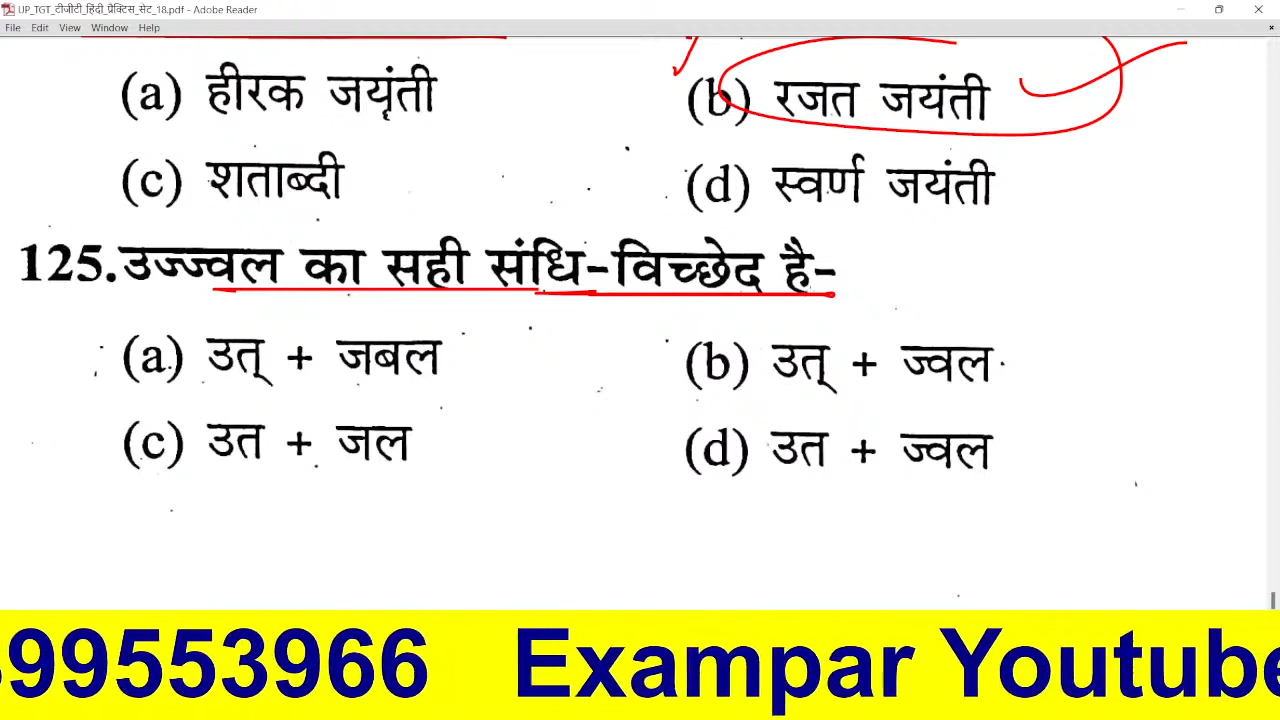 UP_TGT_टीजीटी_हिंदी_प्रैक्टिस_सेट_18.pdf - Adobe Reader
File Edit View Window Help
(a) हीरक जयंती (b) रजत जयंती
(c) शताब्दी (d) स्वर्ण जयंती
125. उज्ज्वल का सही संधि-विच्छेद है-
(a) उत् + जबल (b) उत् + ज्वल
(c) उत + जल (d) उत + ज्वल
99553966 Exampar Youtube